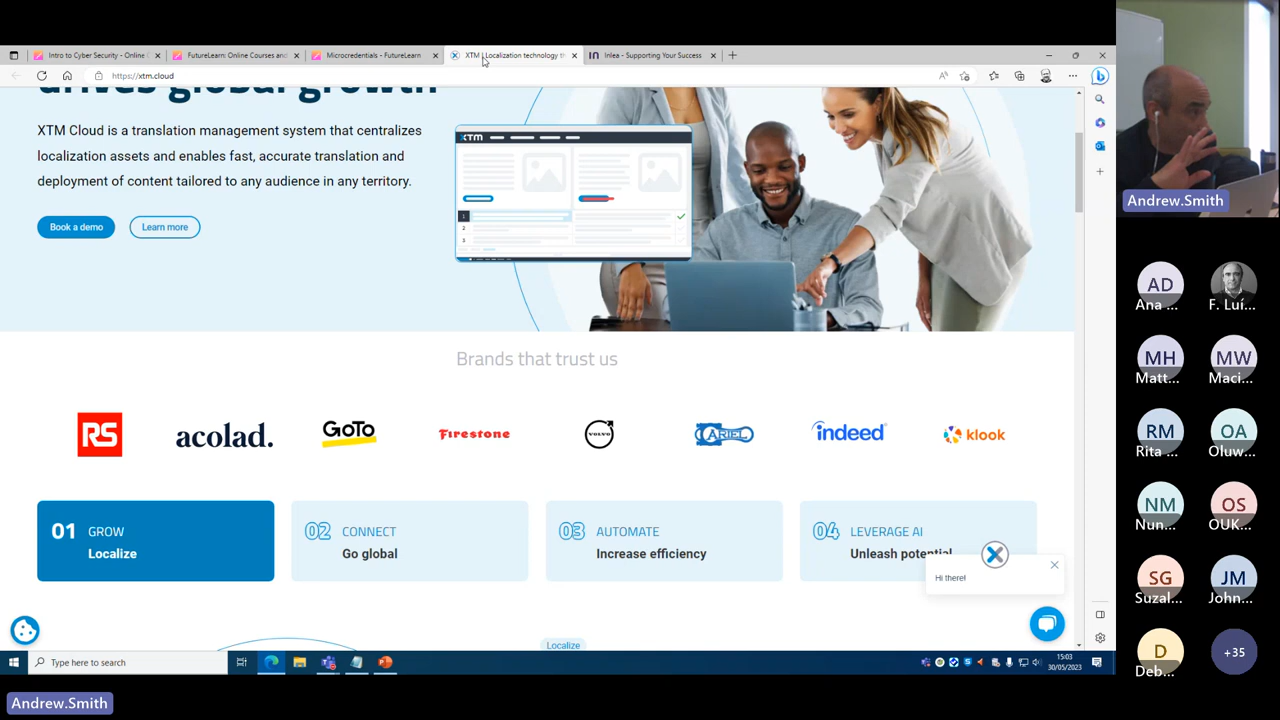 Intro to Cyber Security - Online C
FutureLearn: Online Courses and
Microcredentials - FutureLearn
XTM | Localization technology th
Inlea - Supporting Your Success
https://xtm.cloud
drives global growth
XTM Cloud is a translation management system that centralizes
localization assets and enables fast, accurate translation and
deployment of content tailored to any audience in any territory.
Book a demo
Learn more
XTM
1
2
3
Brands that trust us
RS
acolad.
GoTo
Firestone
VOLVO
CARIEL
indeed
klook
01 GROW
Localize
02 CONNECT
Go global
03 AUTOMATE
Increase efficiency
04 LEVERAGE AI
Unleash potential
Hi there!
Localize
Type here to search
15:03
30/05/2023
Andrew.Smith
Andrew.Smith
AD
Ana ...
F. Luí...
MH
Matt...
MW
Maci...
RM
Rita ...
OA
Oluw...
NM
Nun...
OS
OUK...
SG
Suzal...
JM
John...
D
Deb...
+35